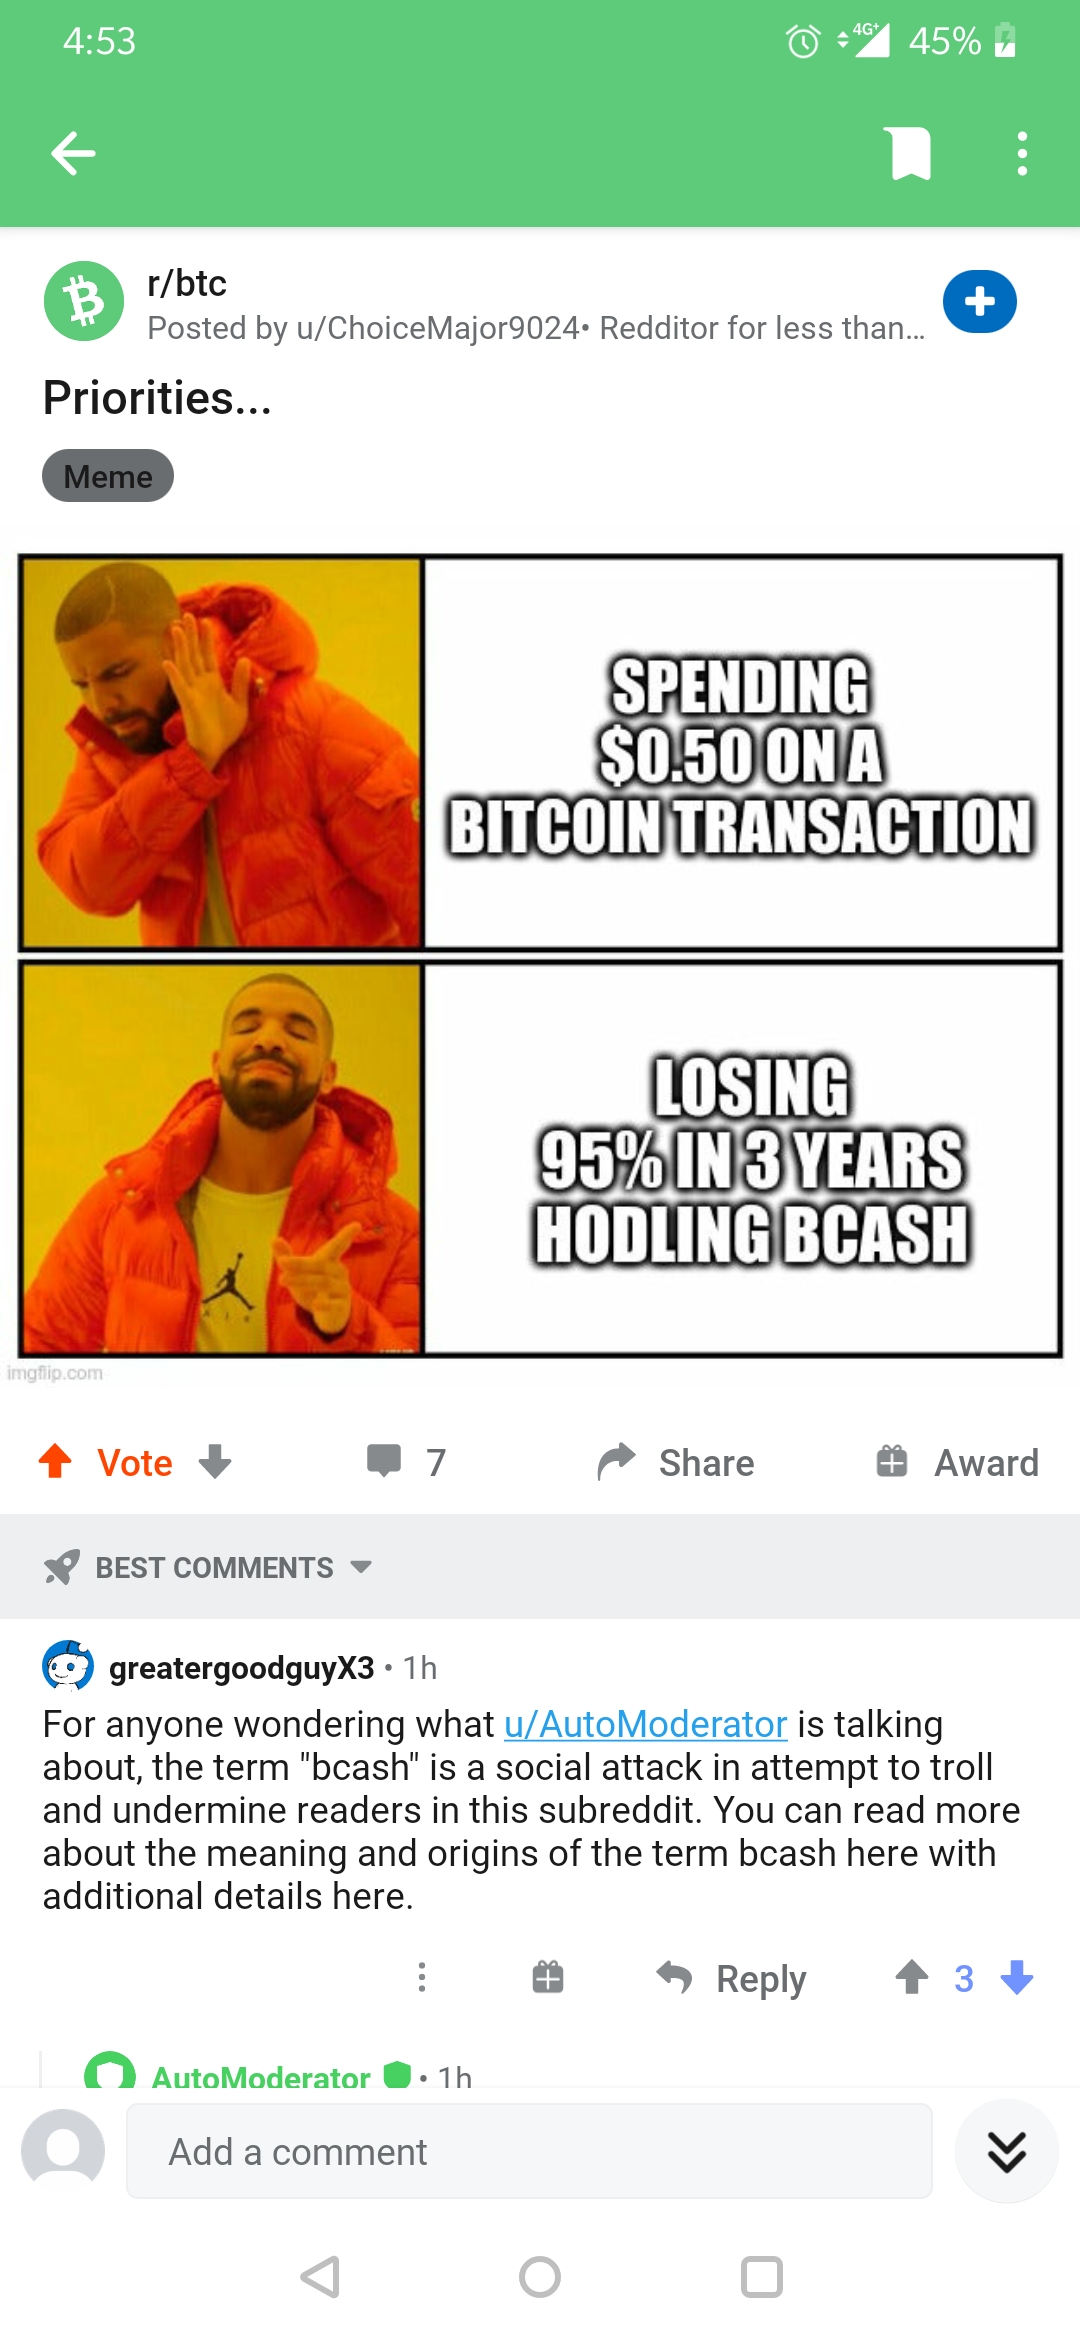 4:53
4G+ 45%
r/btc
Posted by u/ChoiceMajor9024• Redditor for less than...
Priorities...
Meme
SPENDING
$0.50 ON A
BITCOIN TRANSACTION
LOSING
95% IN 3 YEARS
HODLING BCASH
imgflip.com
Vote 7 Share Award
BEST COMMENTS
greatergoodguyX3 • 1h
For anyone wondering what u/AutoModerator is talking
about, the term "bcash" is a social attack in attempt to troll
and undermine readers in this subreddit. You can read more
about the meaning and origins of the term bcash here with
additional details here.
Reply 3
AutoModerator • 1h
Add a comment